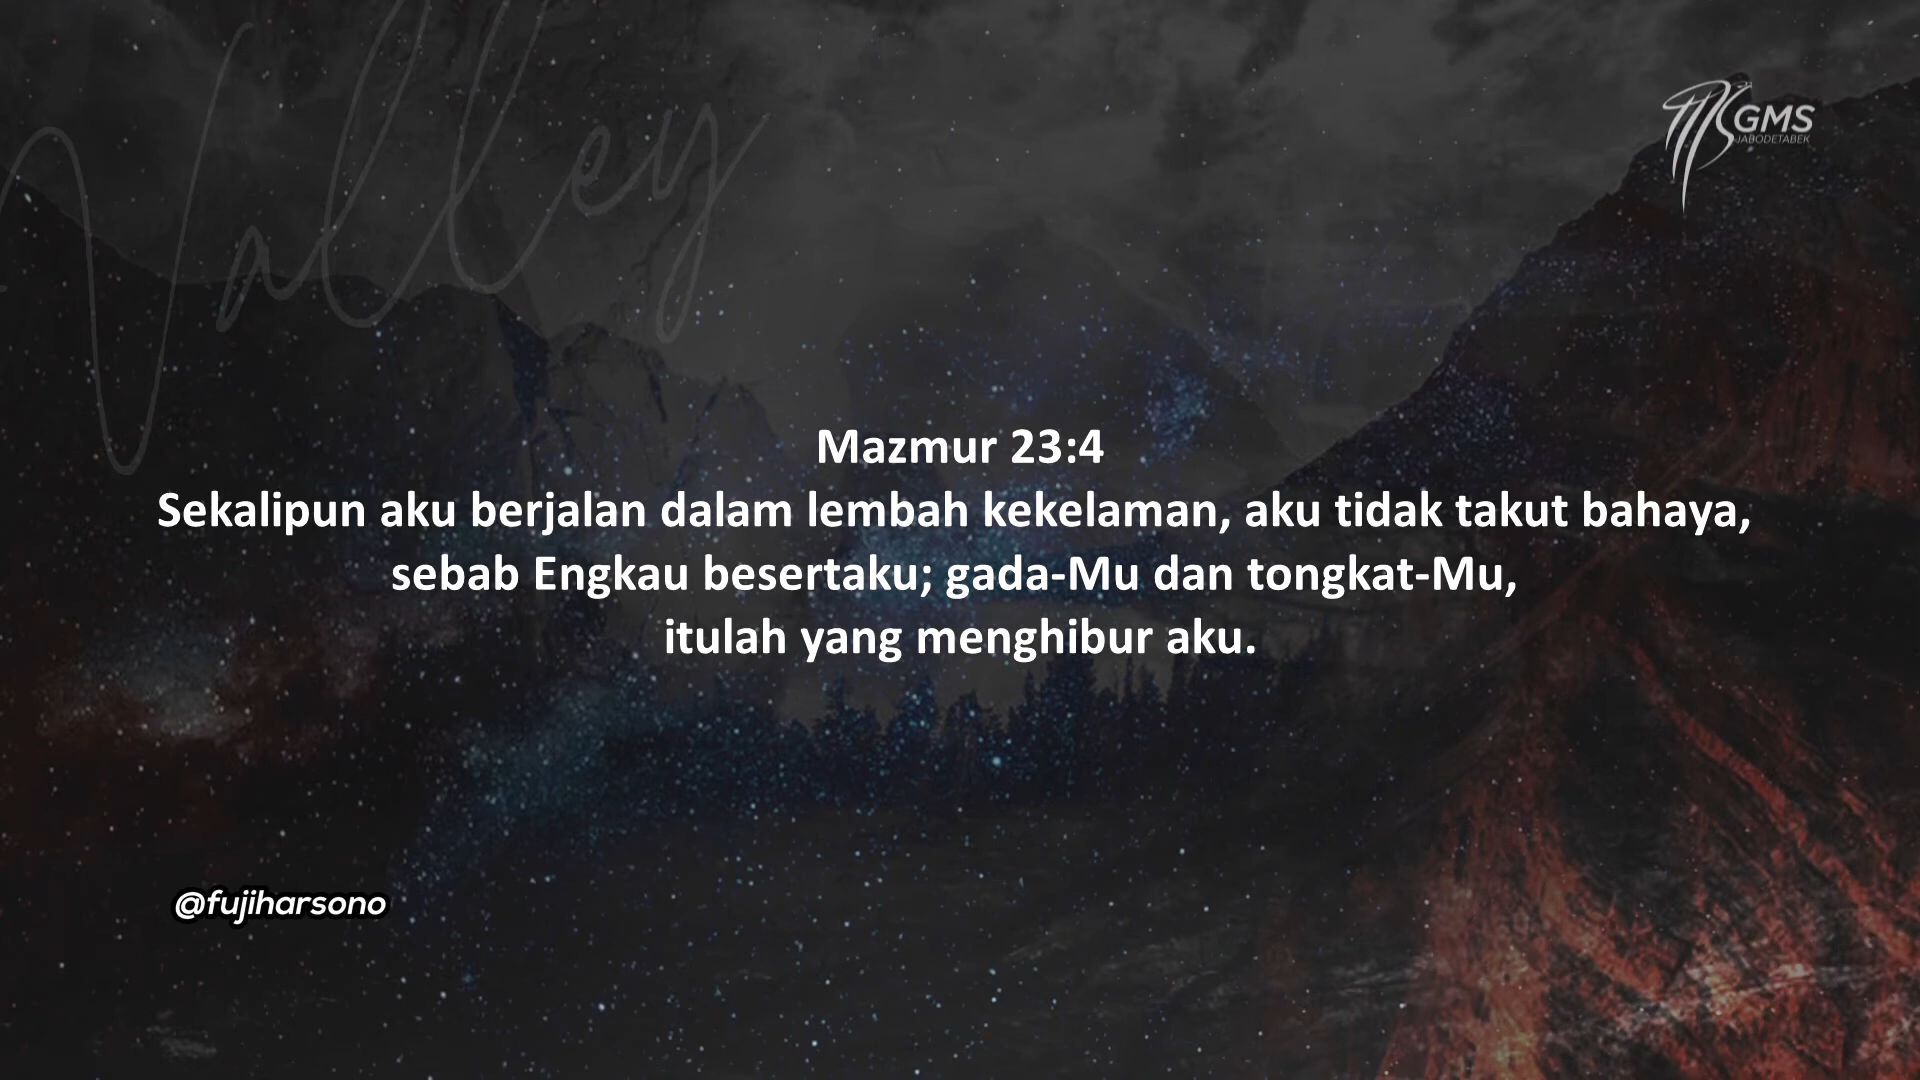 Valley
GMS
JABODETABEK
Mazmur 23:4
Sekalipun aku berjalan dalam lembah kekelaman, aku tidak takut bahaya,
sebab Engkau besertaku; gada-Mu dan tongkat-Mu,
itulah yang menghibur aku.
@fujiharsono